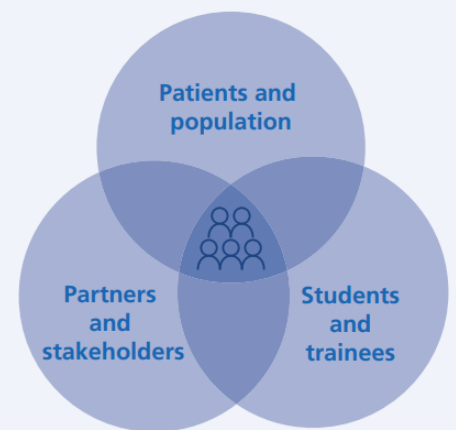 Patients and
population
Partners
and
stakeholders
Students
and
trainees